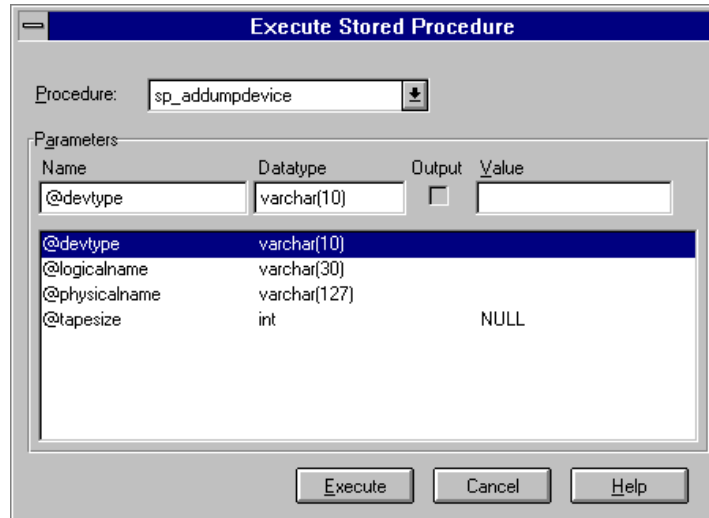 Execute Stored Procedure
Procedure: sp_addumpdevice
Parameters
Name Datatype Output Value
@devtype varchar(10)
@devtype varchar(10)
@logicalname varchar(30)
@physicalname varchar(127)
@tapesize int NULL
Execute Cancel Help